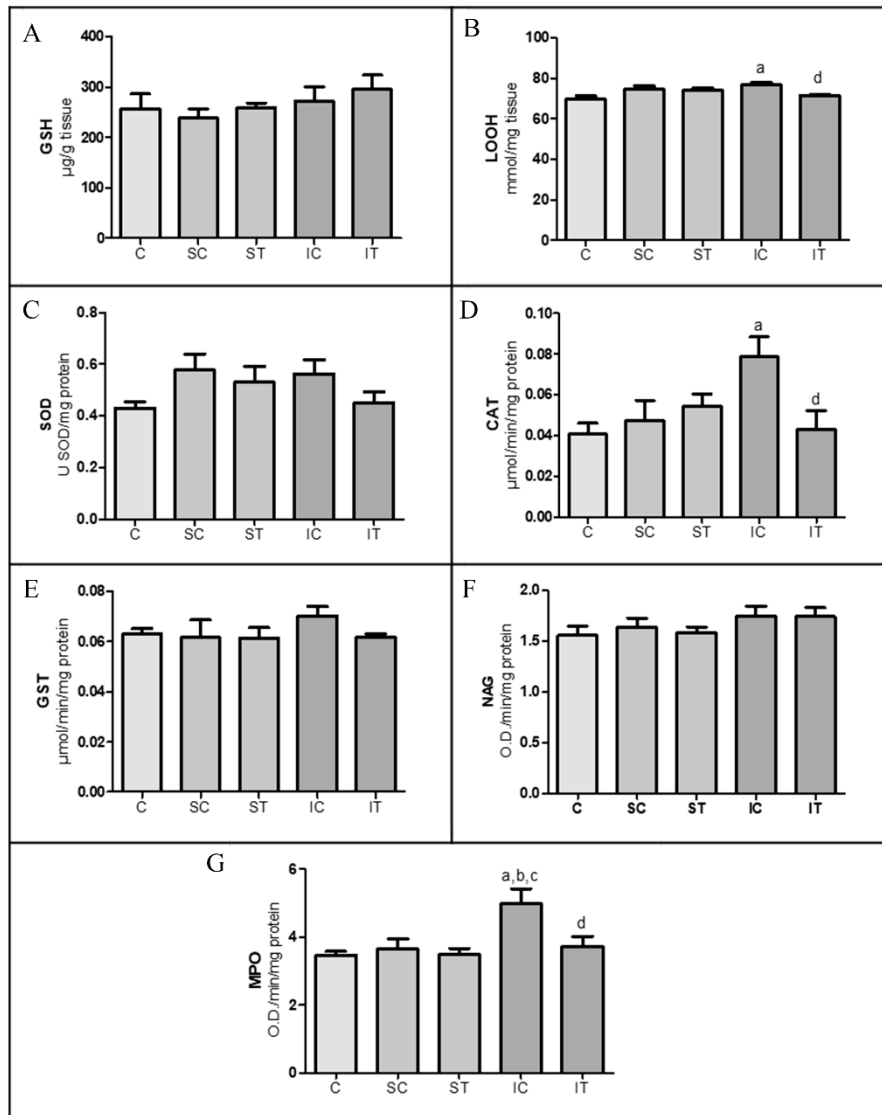 A
GSH
µg/g tissue
400
300
200
100
0
C SC ST IC IT
B
LOOH
mmol/mg tissue
100
80
60
40
20
0
a
d
C SC ST IC IT
C
SOD
U SOD/mg protein
0.8
0.6
0.4
0.2
0.0
C SC ST IC IT
D
CAT
µmol/min/mg protein
0.10
0.08
0.06
0.04
0.02
0.00
a
d
C SC ST IC IT
E
GST
µmol/min/mg protein
0.08
0.06
0.04
0.02
0.00
C SC ST IC IT
F
NAG
O.D./min/mg protein
2.0
1.5
1.0
0.5
0.0
C SC ST IC IT
G
MPO
O.D./min/mg protein
6
4
2
0
a,b,c
d
C SC ST IC IT